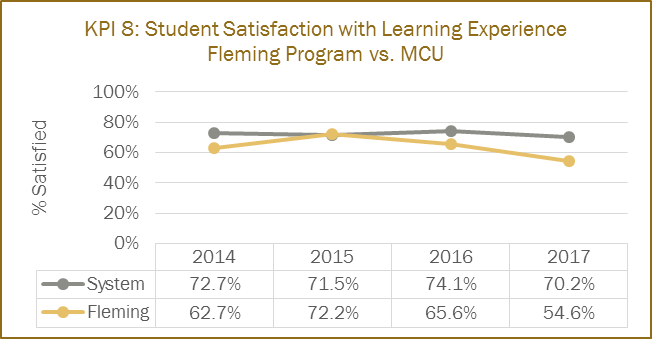 KPI 8: Student Satisfaction with Learning Experience
Fleming Program vs. MCU
% Satisfied
100%
80%
60%
40%
20%
0%
2014 2015 2016 2017
System 72.7% 71.5% 74.1% 70.2%
Fleming 62.7% 72.2% 65.6% 54.6%